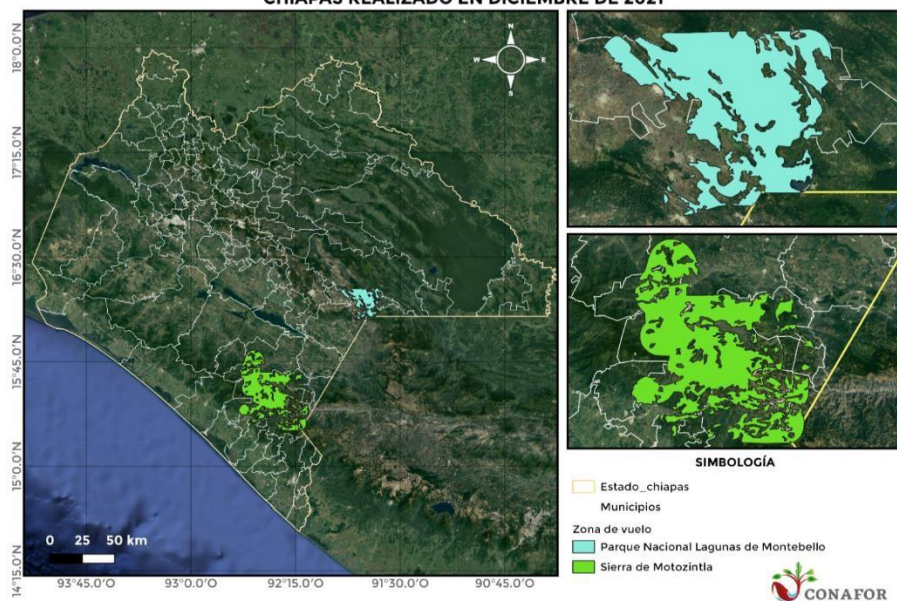 CHIAPAS REALIZADO EN DICIEMBRE DE 2021
18°0.0'N
17°15.0'N
16°30.0'N
15°45.0'N
15°0.0'N
14°15.0'N
N
W
E
S
0 25 50 km
93°45.0'O
93°0.0'O
92°15.0'O
91°30.0'O
90°45.0'O
SIMBOLOGÍA
Estado_chiapas
Municipios
Zona de vuelo
Parque Nacional Lagunas de Montebello
Sierra de Motozintla
CONAFOR